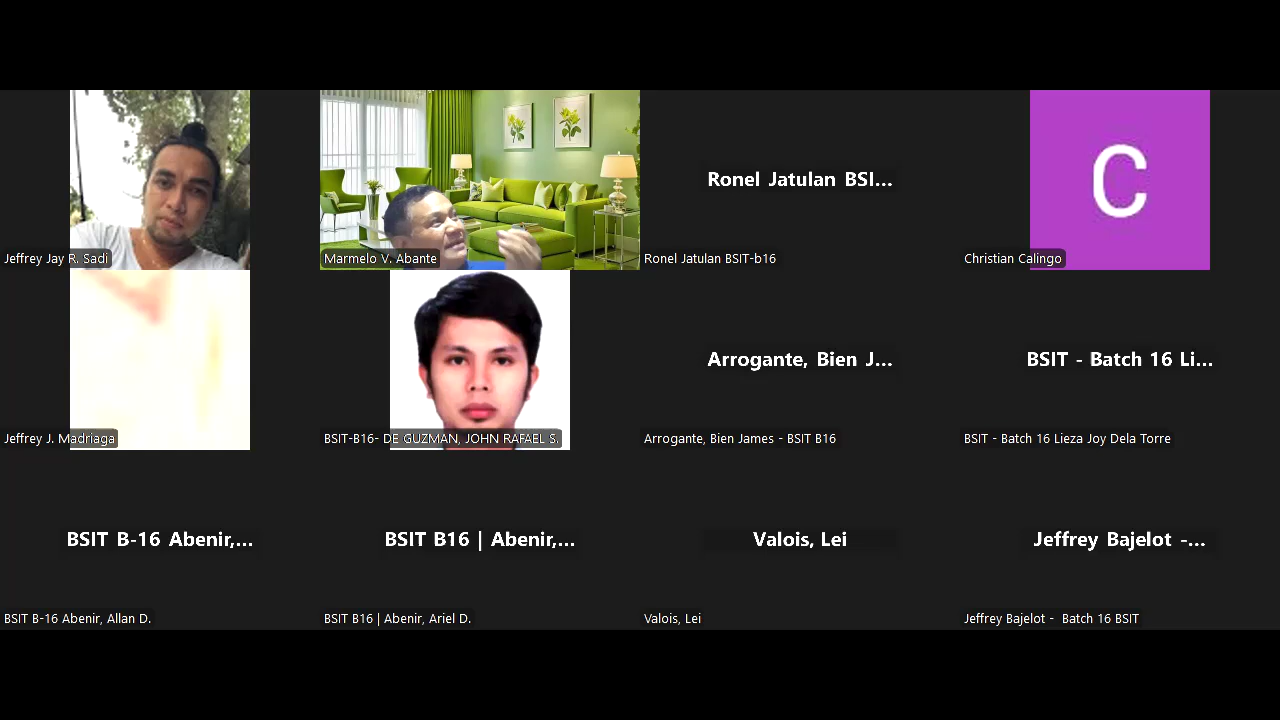 Ronel Jatulan BSI...
C
Jeffrey Jay R. Sadi
Marmelo V. Abante
Ronel Jatulan BSIT-b16
Christian Calingo
Arrogante, Bien J...
BSIT - Batch 16 Li...
Jeffrey J. Madriaga
BSIT-B16- DE GUZMAN, JOHN RAFAEL S.
Arrogante, Bien James - BSIT B16
BSIT - Batch 16 Lieza Joy Dela Torre
BSIT B-16 Abenir,...
BSIT B16 | Abenir,...
Valois, Lei
Jeffrey Bajelot -...
BSIT B-16 Abenir, Allan D.
BSIT B16 | Abenir, Ariel D.
Valois, Lei
Jeffrey Bajelot -  Batch 16 BSIT